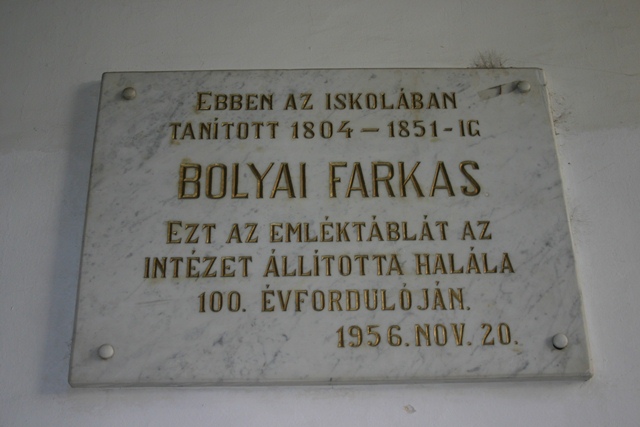 EBBEN AZ ISKOLÁBAN
TANÍTOTT 1804 — 1851 - IG
BOLYAI FARKAS
EZT AZ EMLÉKTÁBLÁT AZ
INTÉZET ÁLLÍTOTTA HALÁLA
100. ÉVFORDULÓJÁN.
1956. NOV. 20.